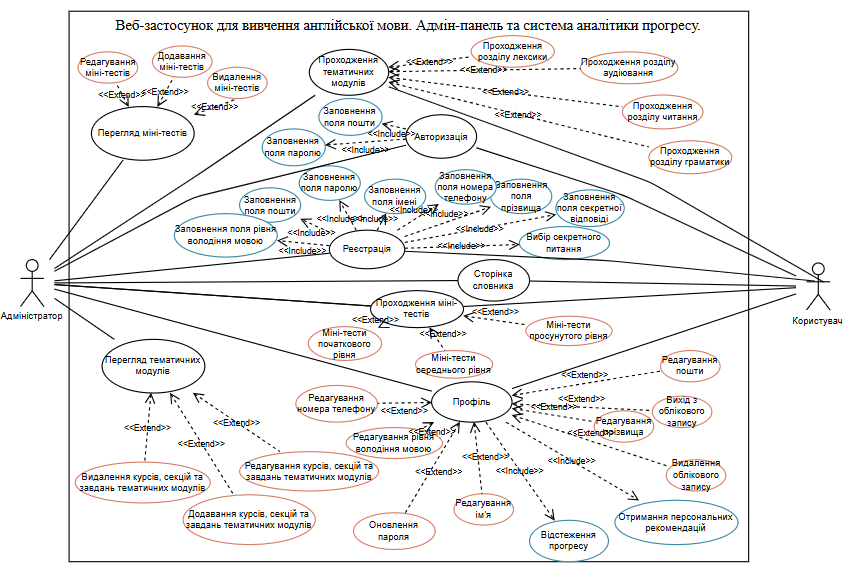 Веб-застосунок для вивчення англійської мови. Адмін-панель та система аналітики прогресу.
Редагування
міні-тестів
Додавання
міні-тестів
Видалення
міні-тестів
<<Extend>>
<<Extend>>
<<Extend>>
Перегляд міні-тестів
Проходження
тематичних
модулів
<<Extend>>
<<Extend>>
<<Extend>>
<<Extend>>
Проходження
розділу лексики
Проходження розділу
аудіювання
Проходження
розділу читання
Проходження
розділу граматики
Заповнення
поля пошти
Заповнення
поля паролю
<<Include>>
<<Include>>
Авторизація
Заповнення
поля паролю
Заповнення
поля пошти
Заповнення поля рівня
володіння мовою
Заповнення
поля імені
Заповнення
поля номера
телефону
Заповнення
поля
прізвища
Заповнення
поля секретної
відповіді
Вибір секретного
питання
<<Include>>
<<Include>>
<<Include>>
<<Include>>
<<Include>>
<<Include>>
<<Include>>
<<Include>>
Реєстрація
Сторінка
словника
Адміністратор
Користувач
Проходження міні-
тестів
<<Extend>>
<<Extend>>
<<Extend>>
Міні-тести
початкового
рівня
Міні-тести
середнього рівня
Міні-тести
просунутого рівня
Перегляд тематичних
модулів
<<Extend>>
<<Extend>>
<<Extend>>
Видалення курсів, секцій та
завдань тематичних модулів
Додавання курсів, секцій та
завдань тематичних модулів
Редагування курсів, секцій та
завдань тематичних модулів
Профіль
Редагування
номера телефону
<<Extend>>
Редагування рівня
володіння мовою
<<Extend>>
Оновлення
пароля
<<Extend>>
Редагування
ім'я
<<Extend>>
Відстеження
прогресу
<<Include>>
Отримання персональних
рекомендацій
<<Include>>
Редагування
пошти
<<Extend>>
Вихід з
облікового
запису
<<Extend>>
Редагування
прізвища
<<Extend>>
Видалення
облікового
запису
<<Extend>>